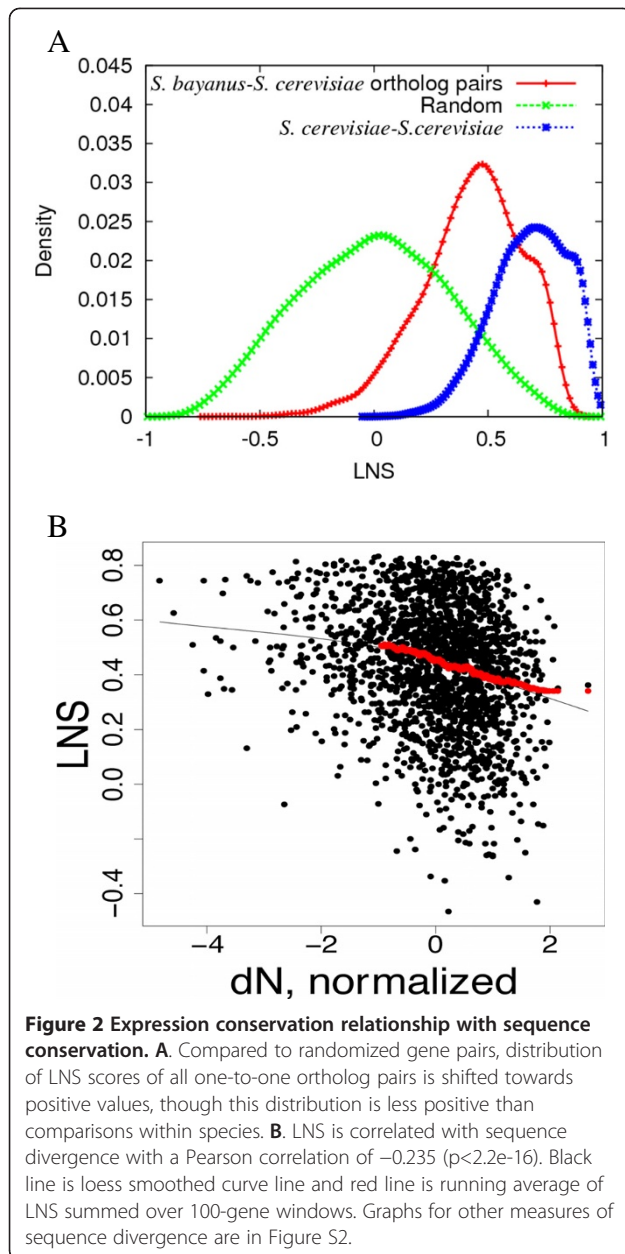 A
0.045
0.04
0.035
0.03
0.025
0.02
0.015
0.01
0.005
0
Density
S. bayanus-S. cerevisiae ortholog pairs
Random
S. cerevisiae-S.cerevisiae
-1 -0.5 0 0.5 1
LNS
B
0.8
0.6
0.4
0.2
0.0
−0.4
LNS
−4 −2 0 2
dN, normalized
Figure 2 Expression conservation relationship with sequence
conservation. A. Compared to randomized gene pairs, distribution
of LNS scores of all one-to-one ortholog pairs is shifted towards
positive values, though this distribution is less positive than
comparisons within species. B. LNS is correlated with sequence
divergence with a Pearson correlation of −0.235 (p<2.2e-16). Black
line is loess smoothed curve line and red line is running average of
LNS summed over 100-gene windows. Graphs for other measures of
sequence divergence are in Figure S2.